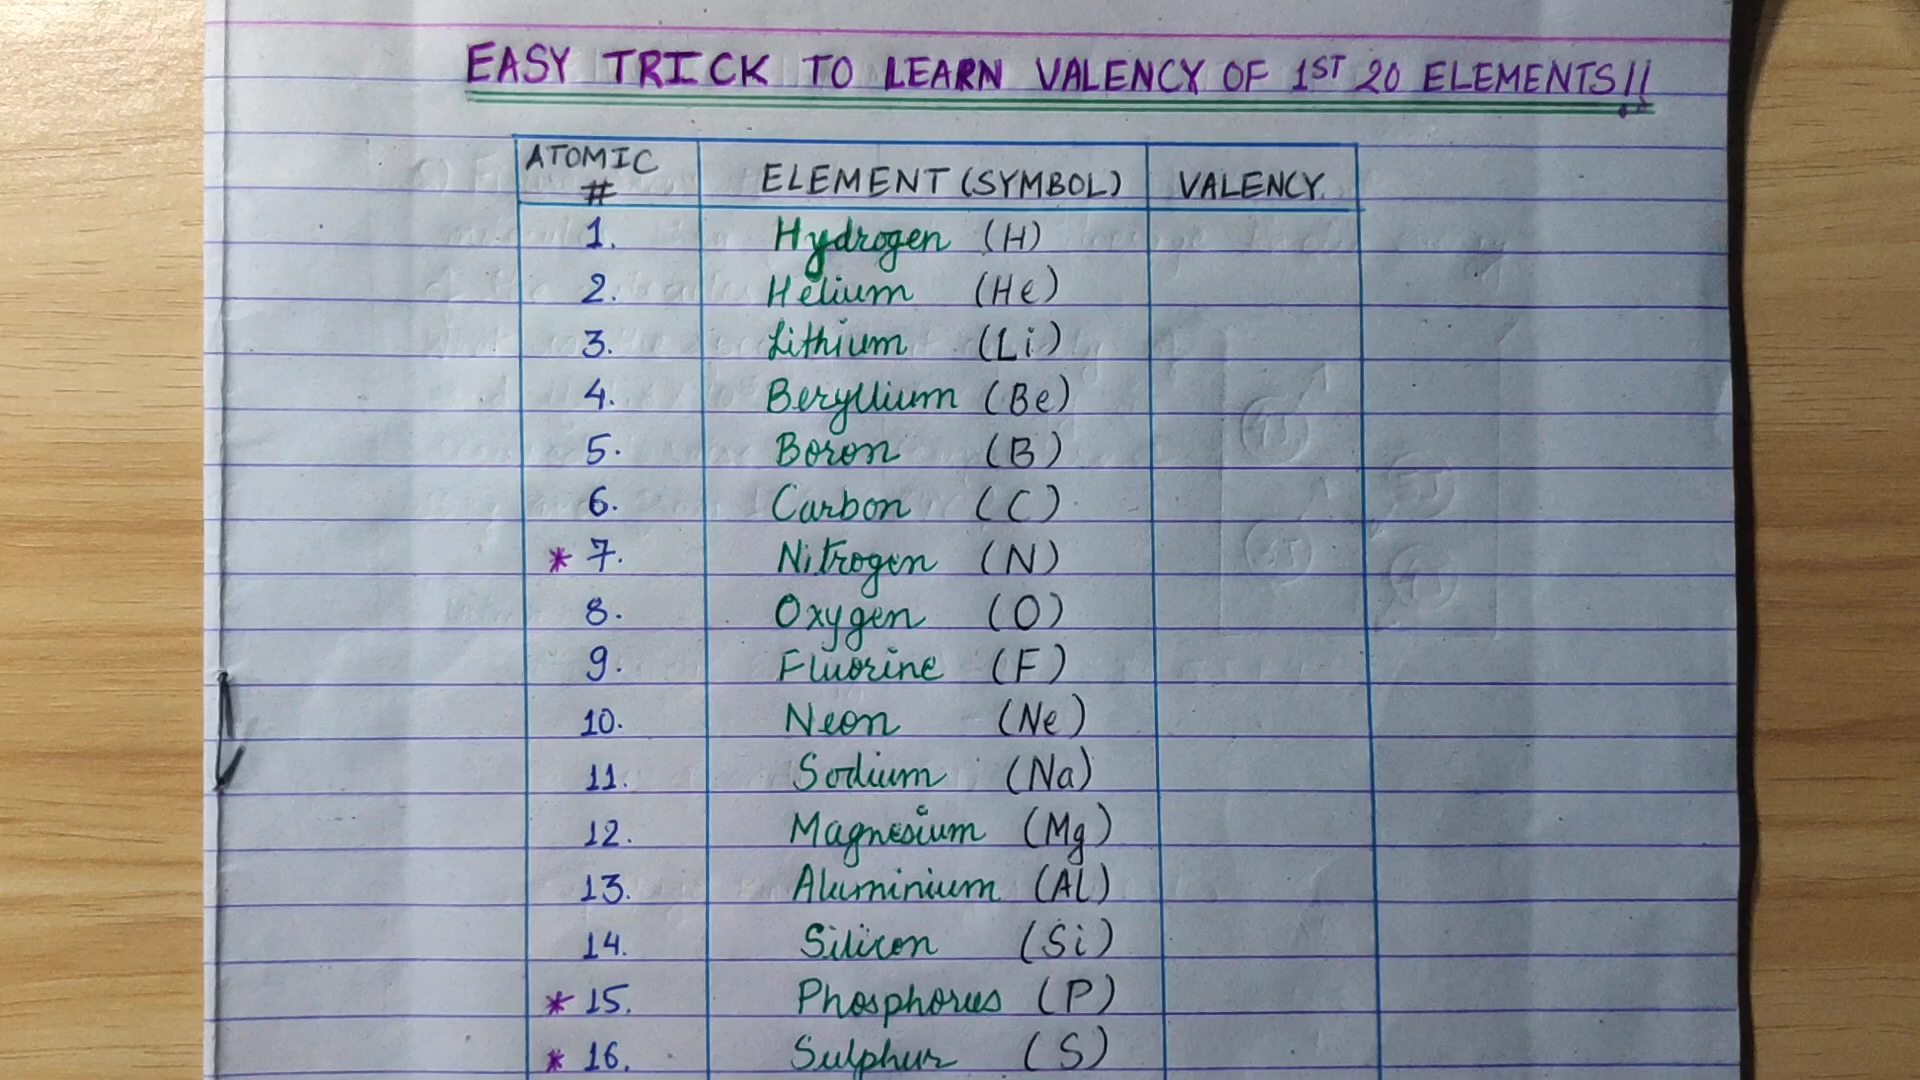 EASY TRICK TO LEARN VALENCY OF 1ST 20 ELEMENTS!!
ATOMIC # ELEMENT (SYMBOL) VALENCY
1. Hydrogen (H)
2. Helium (He)
3. Lithium (Li)
4. Beryllium (Be)
5. Boron (B)
6. Carbon (C)
* 7. Nitrogen (N)
8. Oxygen (O)
9. Fluorine (F)
10. Neon (Ne)
11. Sodium (Na)
12. Magnesium (Mg)
13. Aluminium (Al)
14. Silicon (Si)
* 15. Phosphorus (P)
* 16. Sulphur (S)